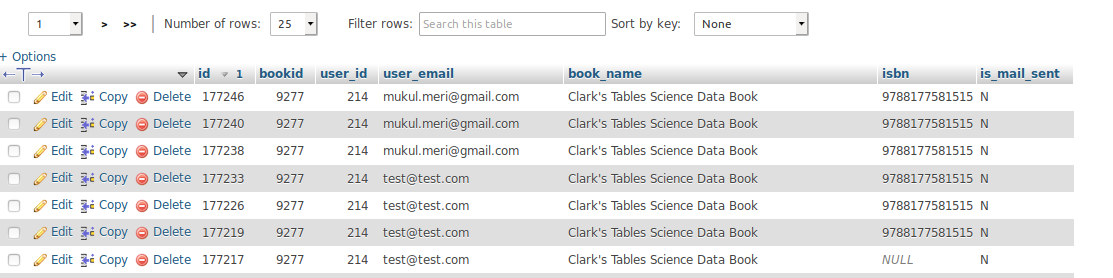 1 > >> Number of rows: 25 Filter rows: Search this table Sort by key: None
+ Options
id 1 bookid user_id user_email book_name isbn is_mail_sent
Edit Copy Delete 177246 9277 214 mukul.meri@gmail.com Clark's Tables Science Data Book 9788177581515 N
Edit Copy Delete 177240 9277 214 mukul.meri@gmail.com Clark's Tables Science Data Book 9788177581515 N
Edit Copy Delete 177238 9277 214 mukul.meri@gmail.com Clark's Tables Science Data Book 9788177581515 N
Edit Copy Delete 177233 9277 214 test@test.com Clark's Tables Science Data Book 9788177581515 N
Edit Copy Delete 177226 9277 214 test@test.com Clark's Tables Science Data Book 9788177581515 N
Edit Copy Delete 177219 9277 214 test@test.com Clark's Tables Science Data Book 9788177581515 N
Edit Copy Delete 177217 9277 214 test@test.com Clark's Tables Science Data Book NULL N